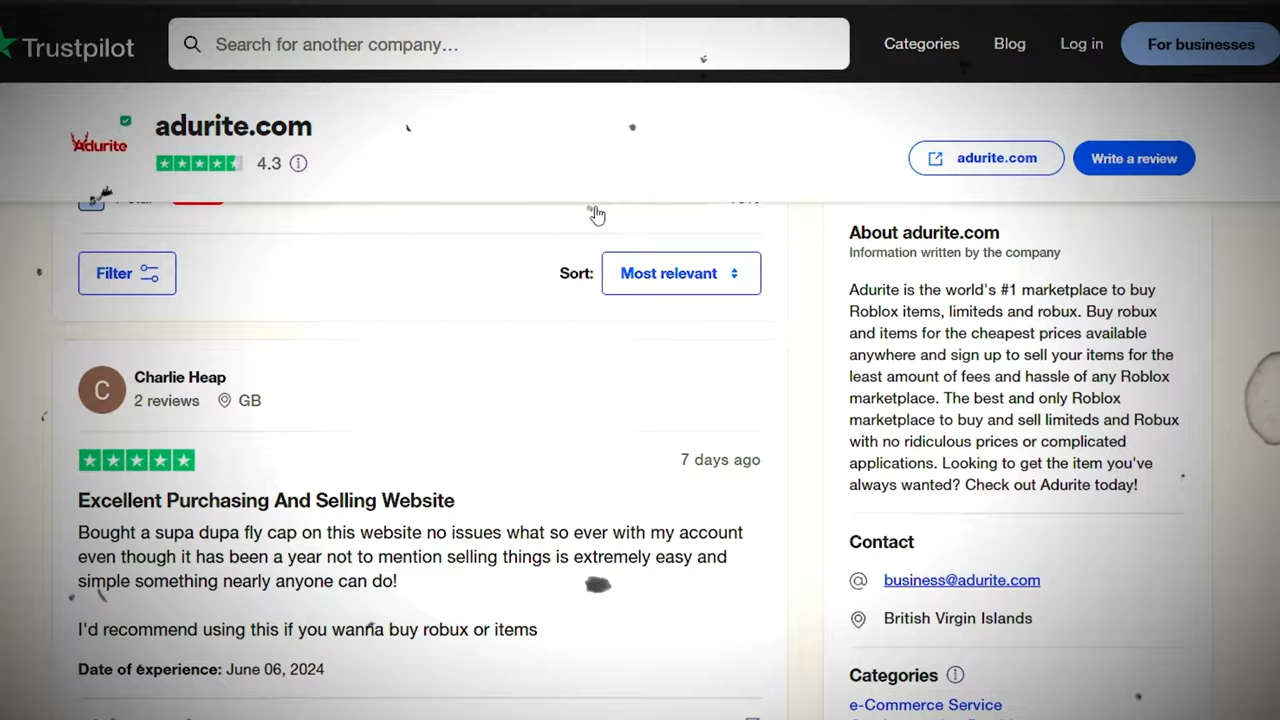 Trustpilot
Search for another company…
Categories
Blog
Log in
For businesses
Adurite
adurite.com
4.3
adurite.com
Write a review
Filter
Sort:
Most relevant
C
Charlie Heap
2 reviews
GB
7 days ago
Excellent Purchasing And Selling Website
Bought a supa dupa fly cap on this website no issues what so ever with my account
even though it has been a year not to mention selling things is extremely easy and
simple something nearly anyone can do!
I'd recommend using this if you wanna buy robux or items
Date of experience: June 06, 2024
About adurite.com
Information written by the company
Adurite is the world's #1 marketplace to buy
Roblox items, limiteds and robux. Buy robux
and items for the cheapest prices available
anywhere and sign up to sell your items for the
least amount of fees and hassle of any Roblox
marketplace. The best and only Roblox
marketplace to buy and sell limiteds and Robux
with no ridiculous prices or complicated
applications. Looking to get the item you've
always wanted? Check out Adurite today!
Contact
business@adurite.com
British Virgin Islands
Categories
e-Commerce Service